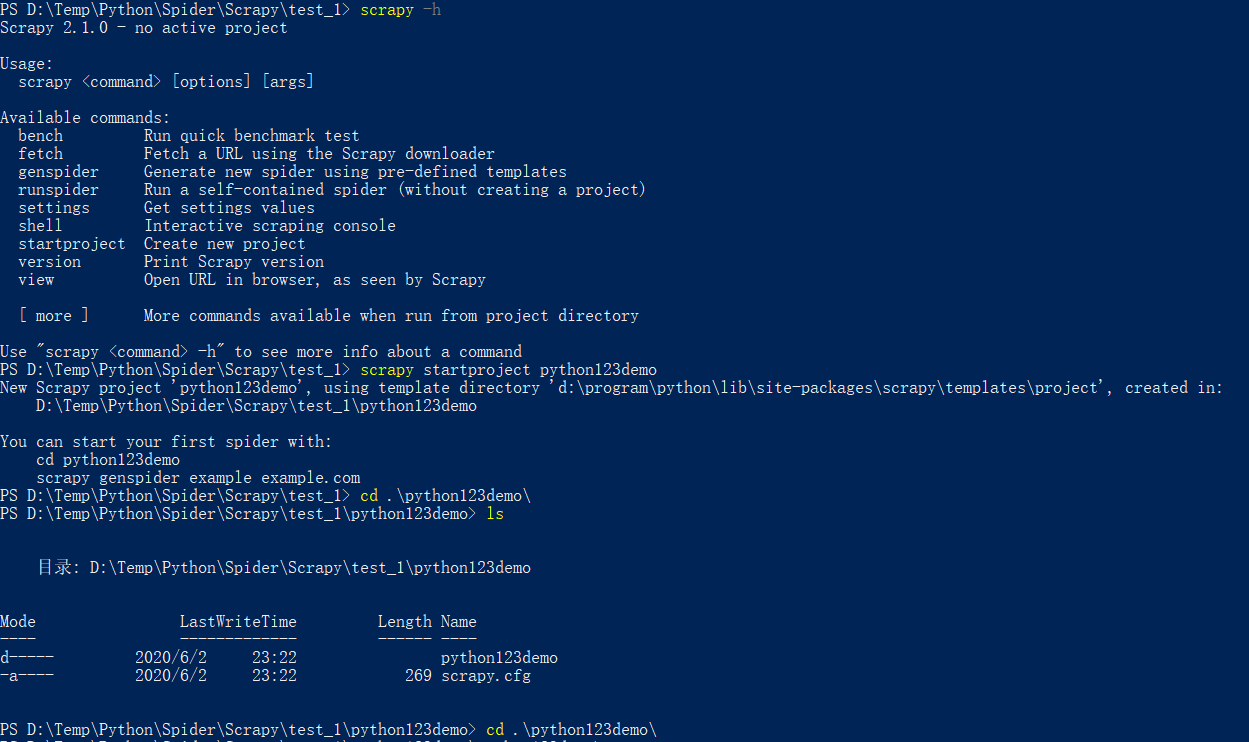 PS D:\Temp\Python\Spider\Scrapy\test_1> scrapy -h
Scrapy 2.1.0 - no active project
Usage:
  scrapy <command> [options] [args]
Available commands:
  bench         Run quick benchmark test
  fetch         Fetch a URL using the Scrapy downloader
  genspider     Generate new spider using pre-defined templates
  runspider     Run a self-contained spider (without creating a project)
  settings      Get settings values
  shell         Interactive scraping console
  startproject  Create new project
  version       Print Scrapy version
  view          Open URL in browser, as seen by Scrapy
  [ more ]      More commands available when run from project directory
Use "scrapy <command> -h" to see more info about a command
PS D:\Temp\Python\Spider\Scrapy\test_1> scrapy startproject python123demo
New Scrapy project 'python123demo', using template directory 'd:\program\python\lib\site-packages\scrapy\templates\project', created in:
    D:\Temp\Python\Spider\Scrapy\test_1\python123demo
You can start your first spider with:
    cd python123demo
    scrapy genspider example example.com
PS D:\Temp\Python\Spider\Scrapy\test_1> cd .\python123demo\
PS D:\Temp\Python\Spider\Scrapy\test_1\python123demo> ls
    目录: D:\Temp\Python\Spider\Scrapy\test_1\python123demo
Mode                LastWriteTime         Length Name
----                -------------         ------ ----
d-----         2020/6/2     23:22                python123demo
-a----         2020/6/2     23:22            269 scrapy.cfg
PS D:\Temp\Python\Spider\Scrapy\test_1\python123demo> cd .\python123demo\